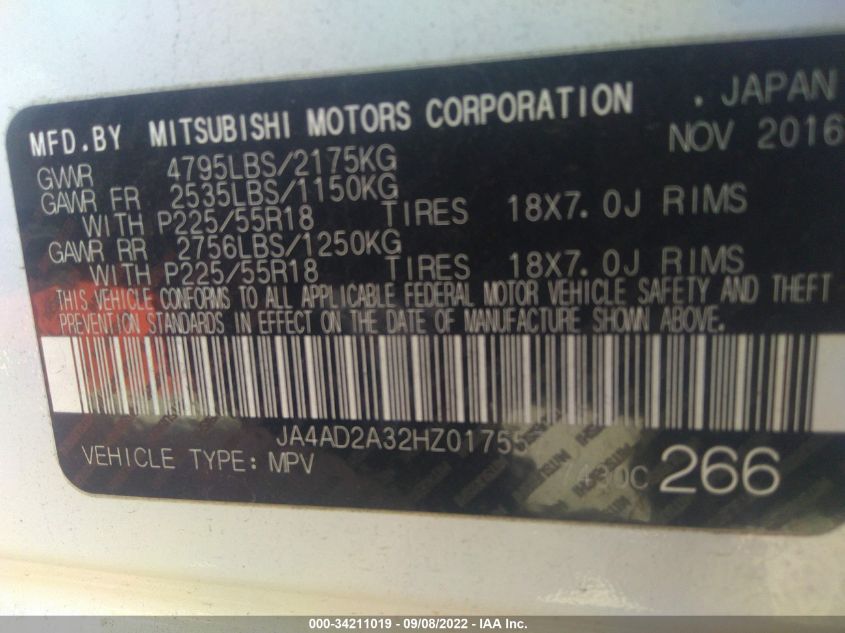 MFD.BY MITSUBISHI MOTORS CORPORATION . JAPAN
NOV 2016
GVWR 4795LBS/2175KG
GAWR FR 2535LBS/1150KG
WITH P225/55R18 TIRES 18X7.0J RIMS
GAWR RR 2756LBS/1250KG
WITH P225/55R18 TIRES 18X7.0J RIMS
THIS VEHICLE CONFORMS TO ALL APPLICABLE FEDERAL MOTOR VEHICLE SAFETY AND THEFT
PREVENTION STANDARDS IN EFFECT ON THE DATE OF MANUFACTURE SHOWN ABOVE.
VEHICLE TYPE: MPV
266
000-34211019 - 09/08/2022 - IAA Inc.